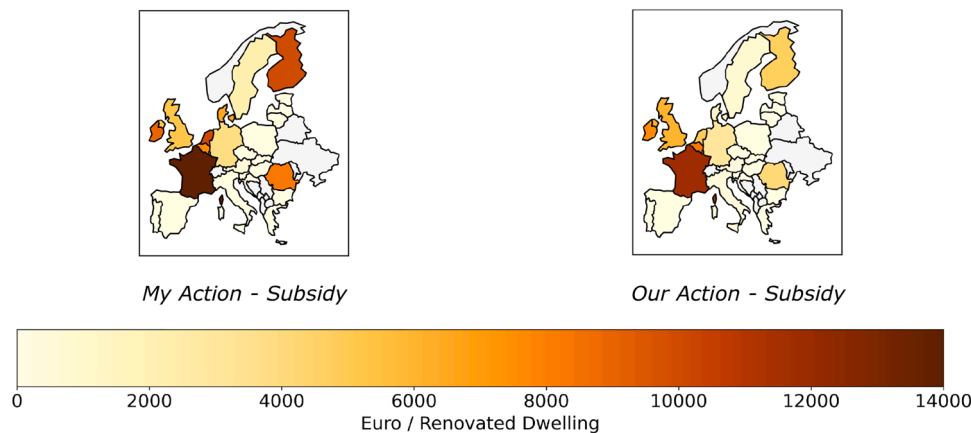 My Action - Subsidy
Our Action - Subsidy
0 2000 4000 6000 8000 10000 12000 14000
Euro / Renovated Dwelling